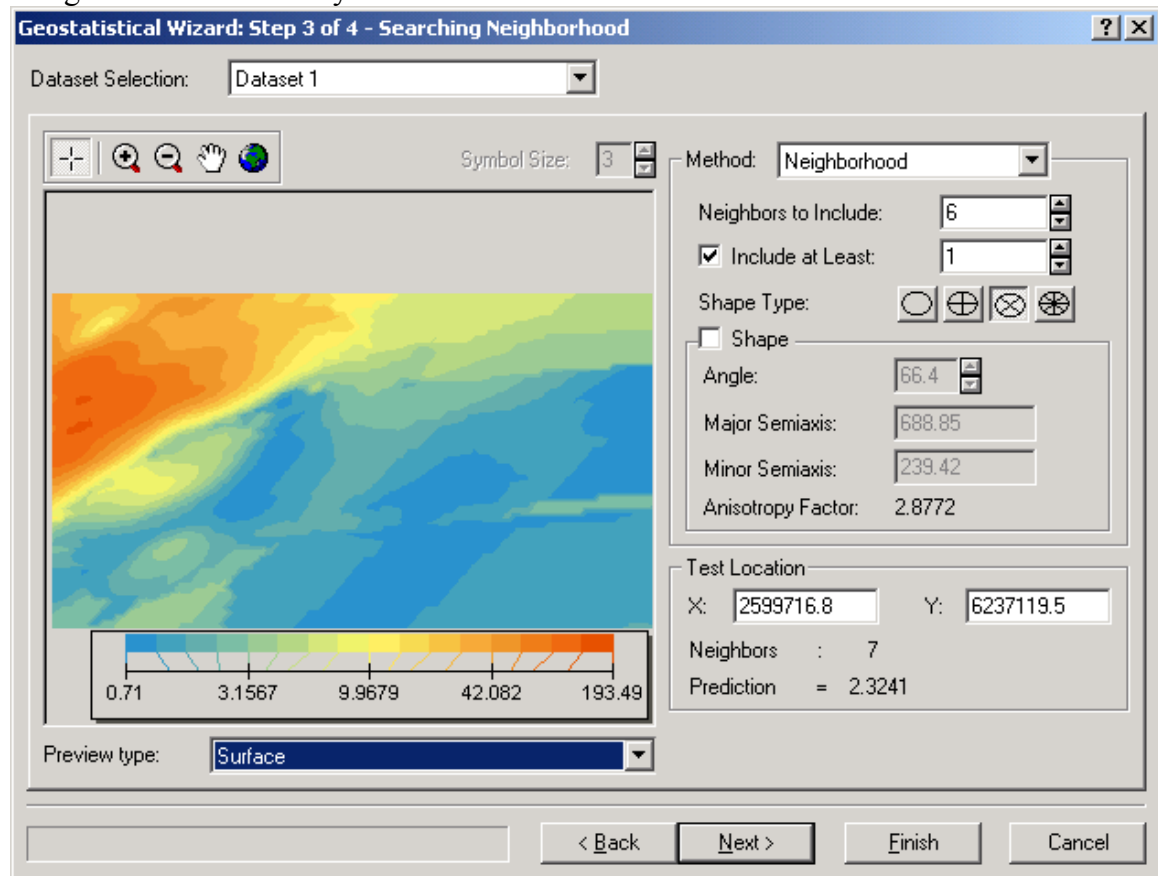 Geostatistical Wizard: Step 3 of 4 - Searching Neighborhood
Dataset Selection: Dataset 1
Symbol Size: 3
Method: Neighborhood
Neighbors to Include: 6
Include at Least: 1
Shape Type:
Shape
Angle: 66.4
Major Semiaxis: 688.85
Minor Semiaxis: 239.42
Anisotropy Factor: 2.8772
Test Location
X: 2599716.8 Y: 6237119.5
Neighbors : 7
Prediction = 2.3241
0.71 3.1567 9.9679 42.082 193.49
Preview type: Surface
< Back Next > Finish Cancel